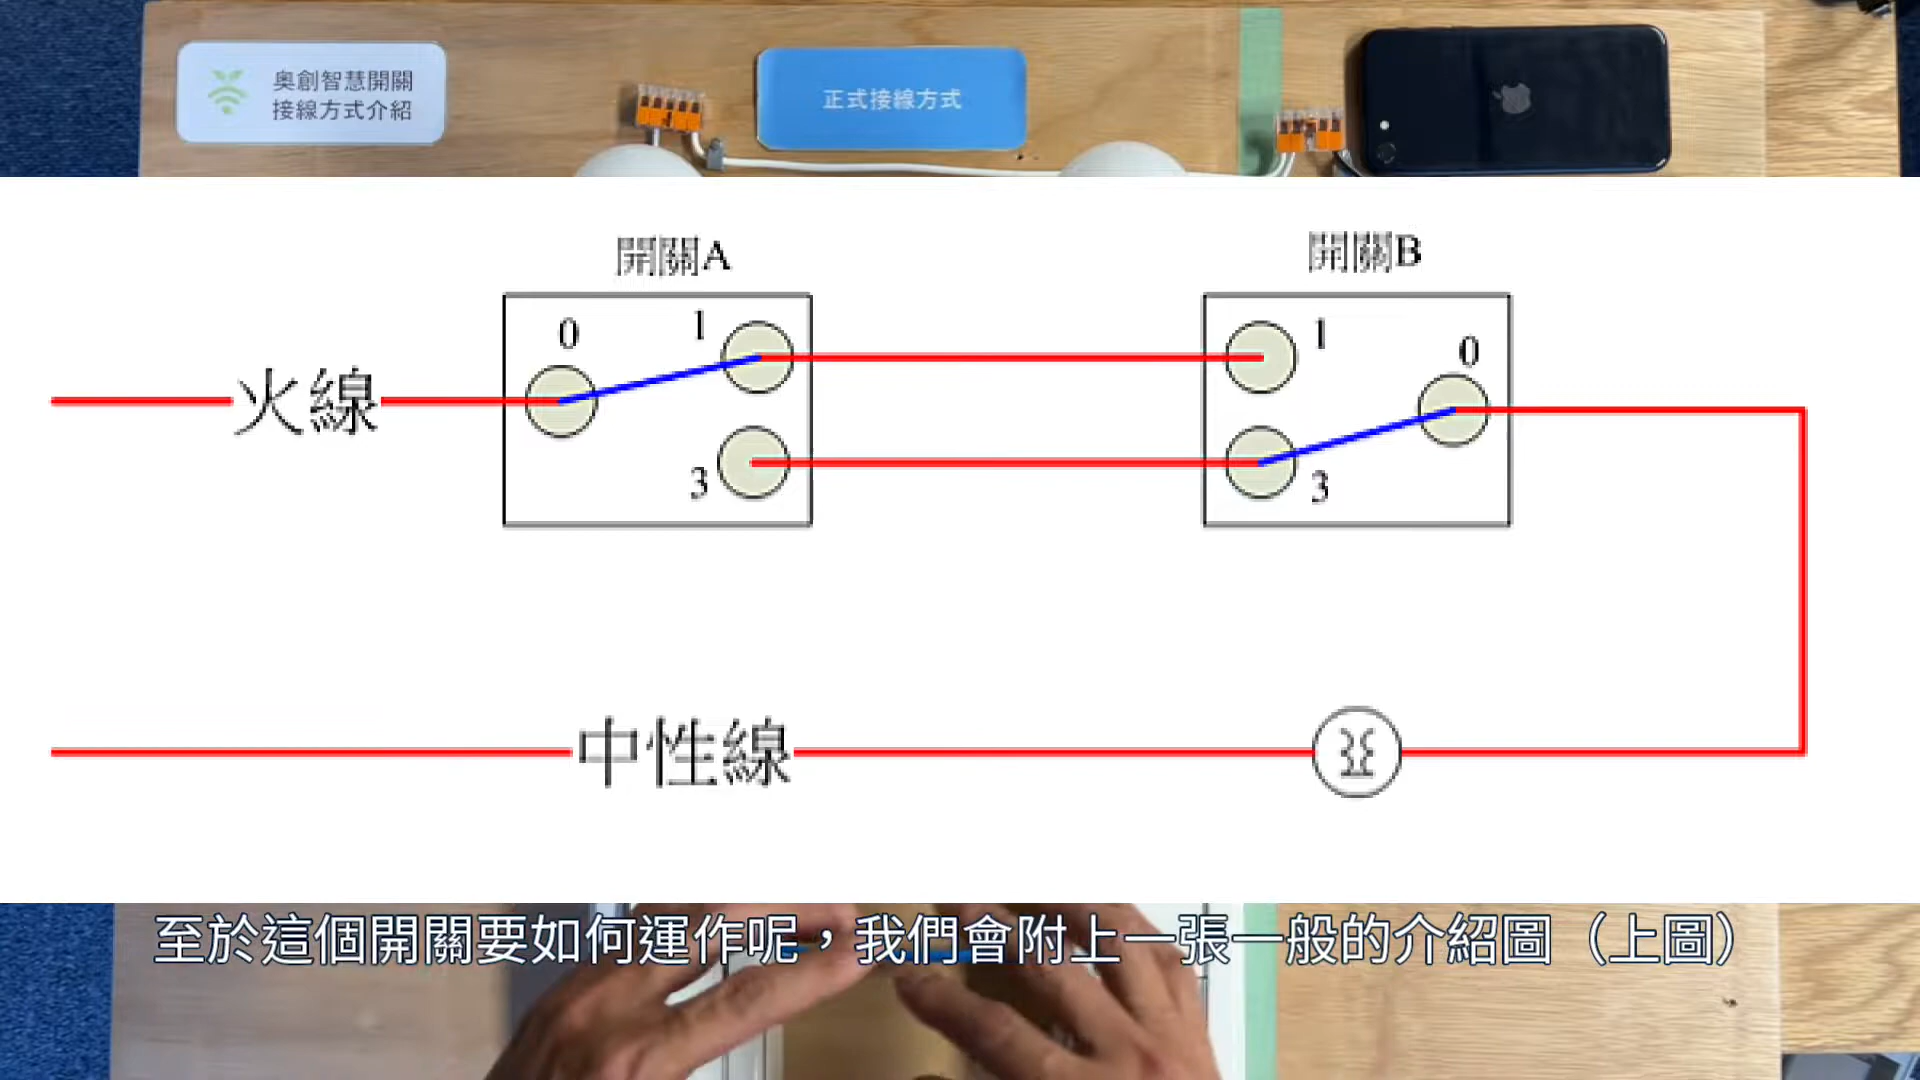 奧創智慧開關
接線方式介紹
正式接線方式
開關A
開關B
0
1
3
1
0
3
火線
中性線
至於這個開關要如何運作呢，我們會附上一張一般的介紹圖（上圖）